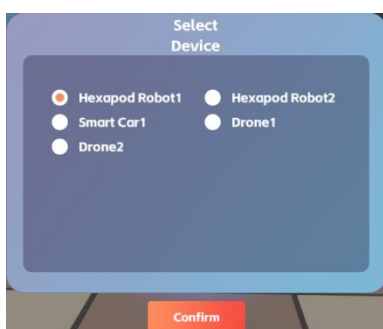 Select
Device
Hexapod Robot1
Hexapod Robot2
Smart Car1
Drone1
Drone2
Confirm